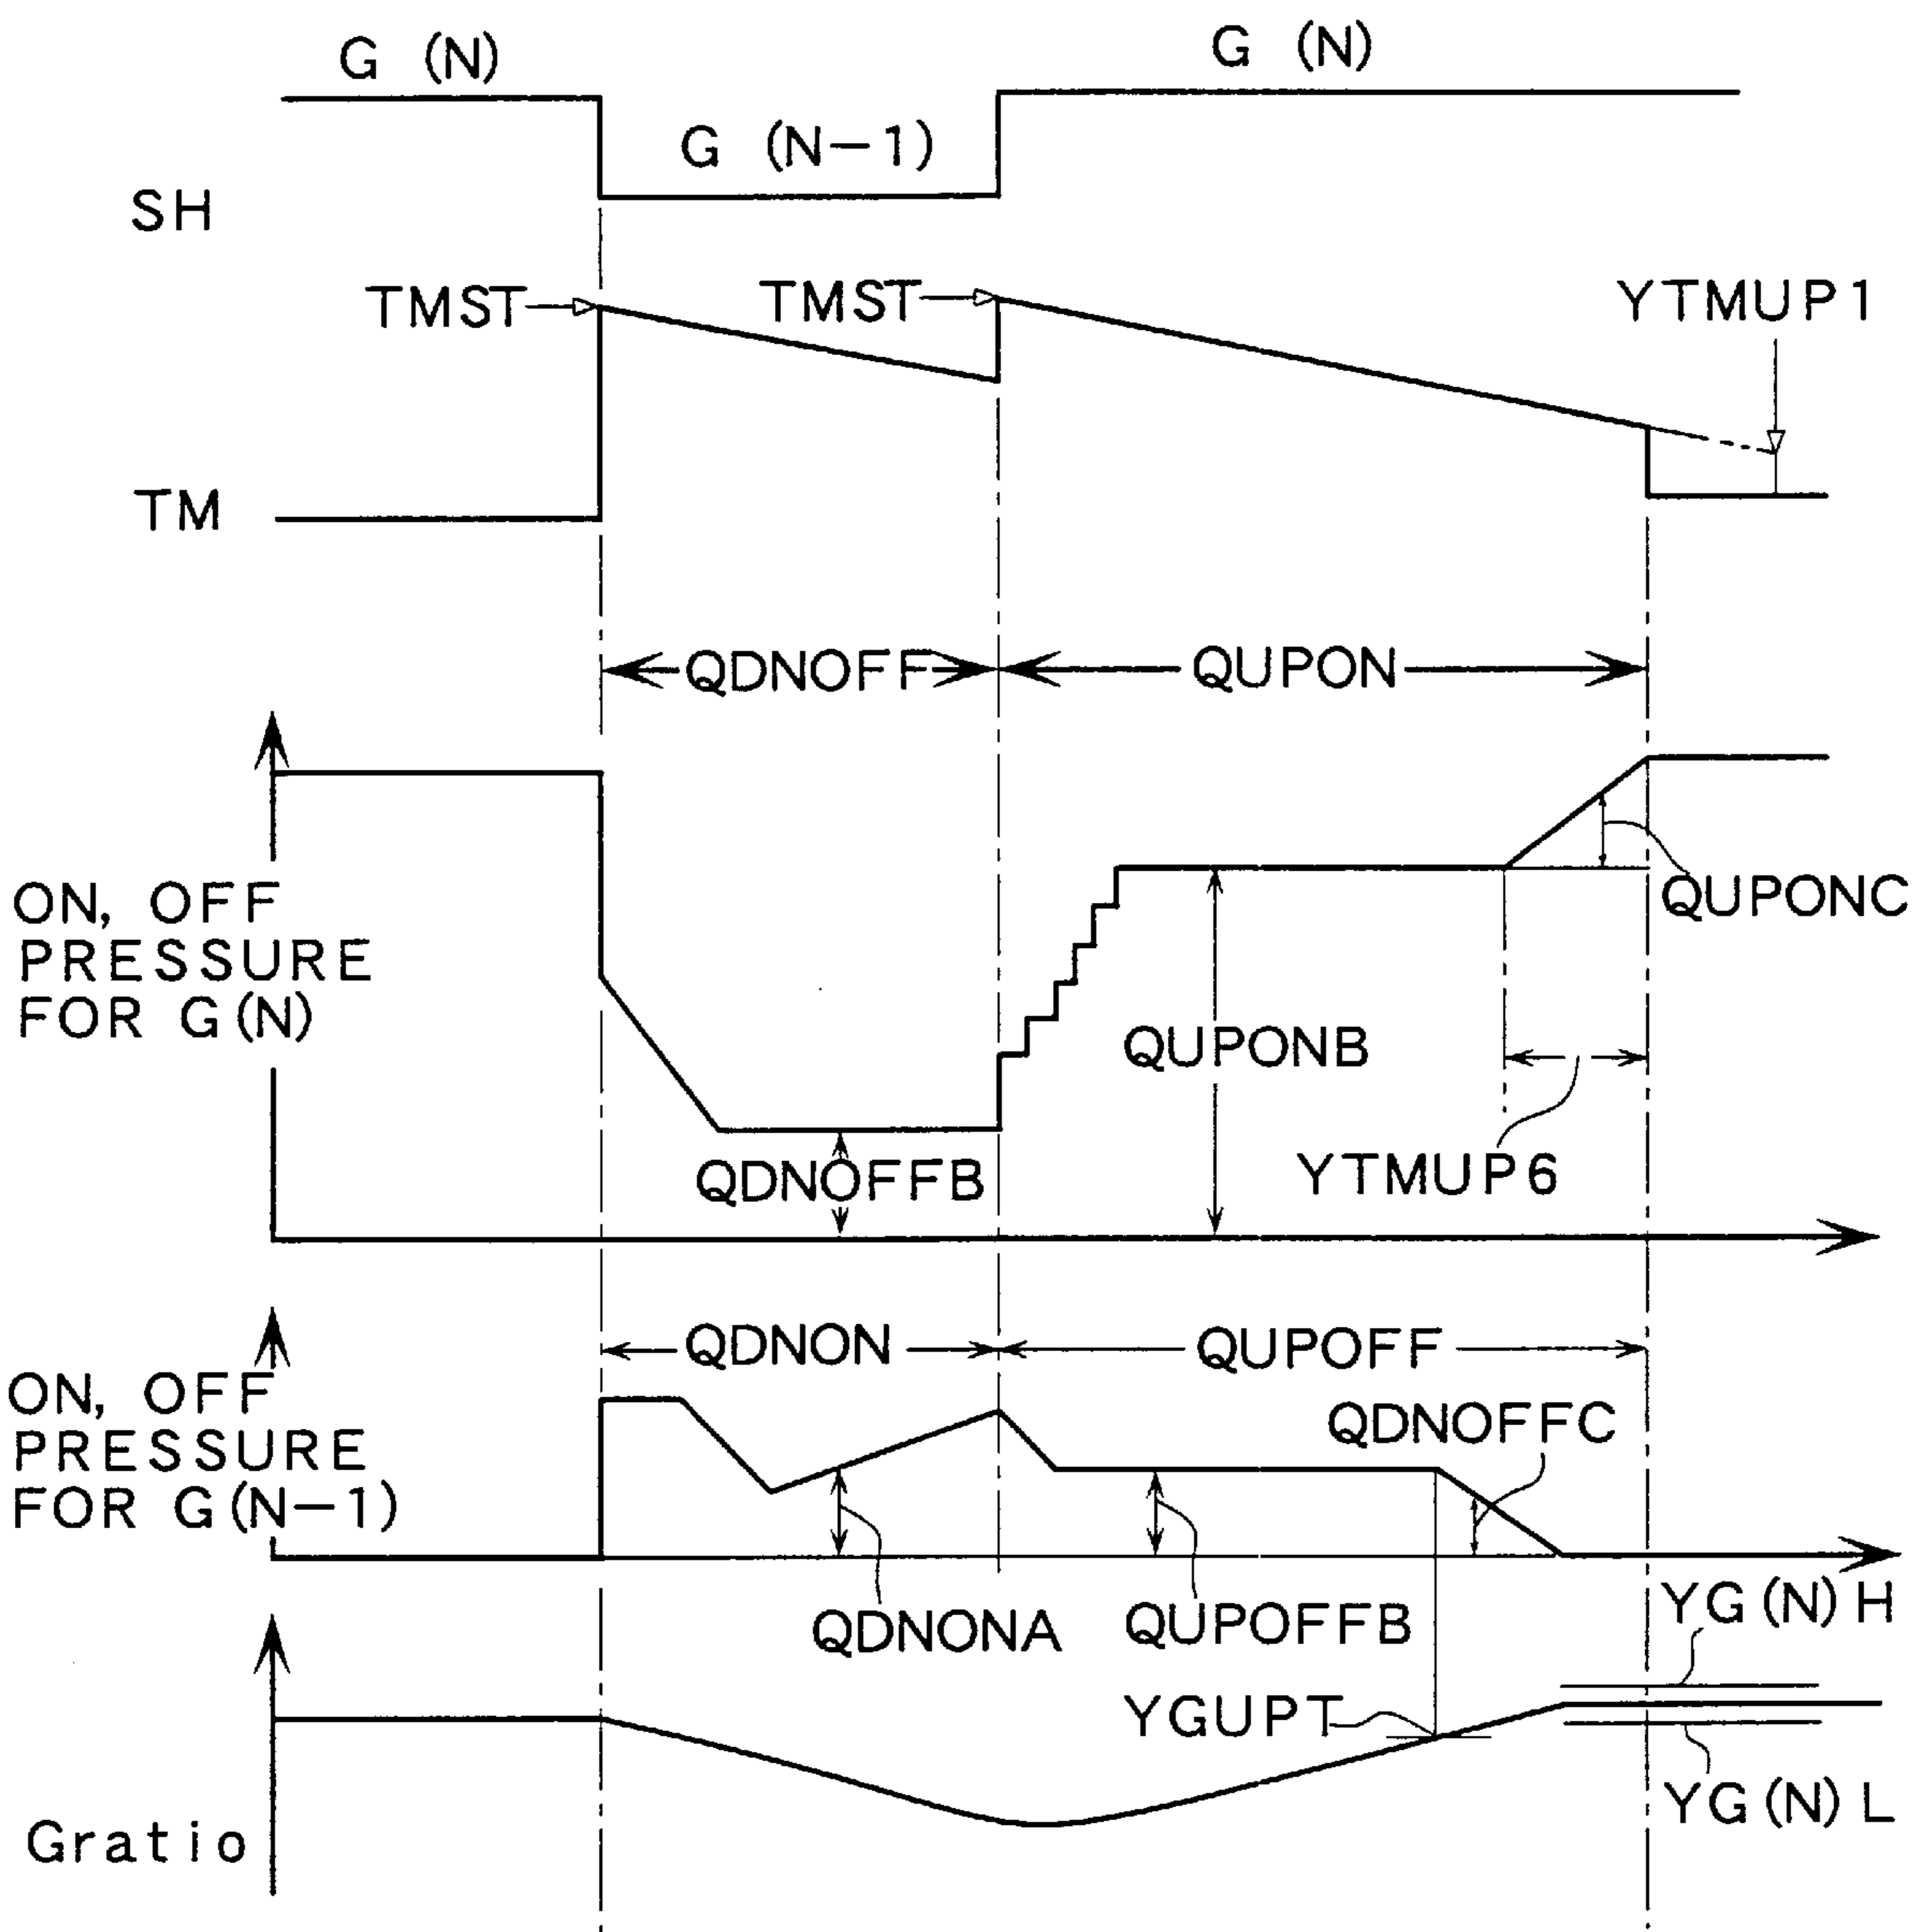 G (N)
G (N)
G (N-1)
SH
TMST
TMST
YTMUP1
TM
QDNOFF
QUPON
ON, OFF
PRESSURE
FOR G(N)
QUPONC
QUPONB
QDNOFFB
YTMUP6
QDNON
QUPOFF
ON, OFF
PRESSURE
FOR G(N-1)
QDNOFFC
QDNONA
QUPOFFB
YG(N)H
YGUPT
YG(N)L
Gratio